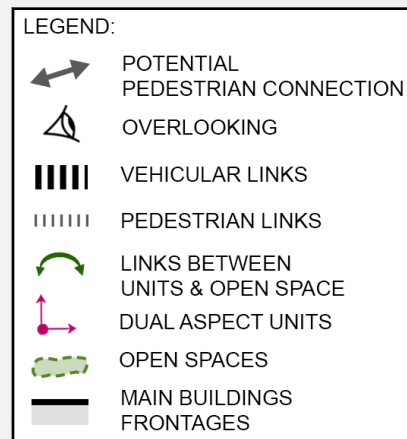 LEGEND:
POTENTIAL
PEDESTRIAN CONNECTION
OVERLOOKING
VEHICULAR LINKS
PEDESTRIAN LINKS
LINKS BETWEEN
UNITS & OPEN SPACE
DUAL ASPECT UNITS
OPEN SPACES
MAIN BUILDINGS
FRONTAGES